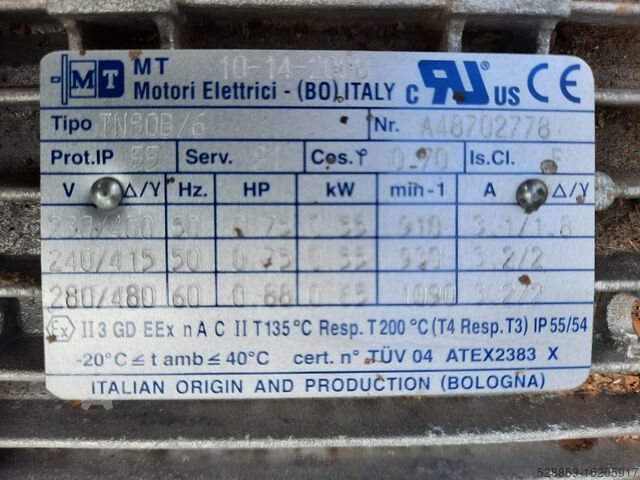 MT MT 10-14-2008
Motori Elettrici - (BO) ITALY c UR US CE
Tipo TN80B/6 Nr. A48702778
Prot.IP 55 Serv. S1 Cos.φ 0.70 Is.Cl. F
V Δ/Y Hz. HP kW min-1 A Δ/Y
230/400 50 0.75 0.55 910 3.1/1.8
240/415 50 0.75 0.55 920 3.2/2
280/480 60 0.88 0.65 1090 3.2/2
Ex II 3 GD EEx n A C II T135°C Resp. T200°C (T4 Resp.T3) IP55/54
-20°C ≤ t amb ≤ 40°C cert. n° TÜV 04 ATEX2383 X
ITALIAN ORIGIN AND PRODUCTION (BOLOGNA)
528853-16205917